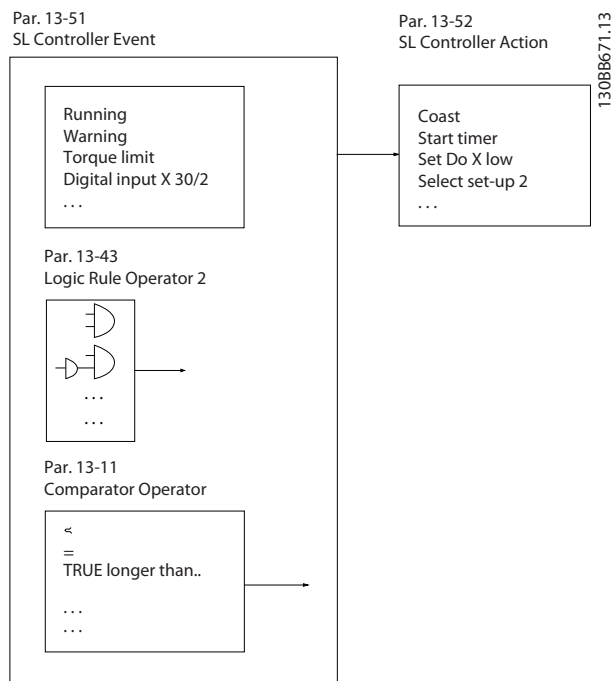 Par. 13-51
SL Controller Event
Par. 13-52
SL Controller Action
130BB671.13
Running
Warning
Torque limit
Digital input X 30/2
. . .
Coast
Start timer
Set Do X low
Select set-up 2
. . .
Par. 13-43
Logic Rule Operator 2
. . .
. . .
Par. 13-11
Comparator Operator
=
TRUE longer than..
. . .
. . .